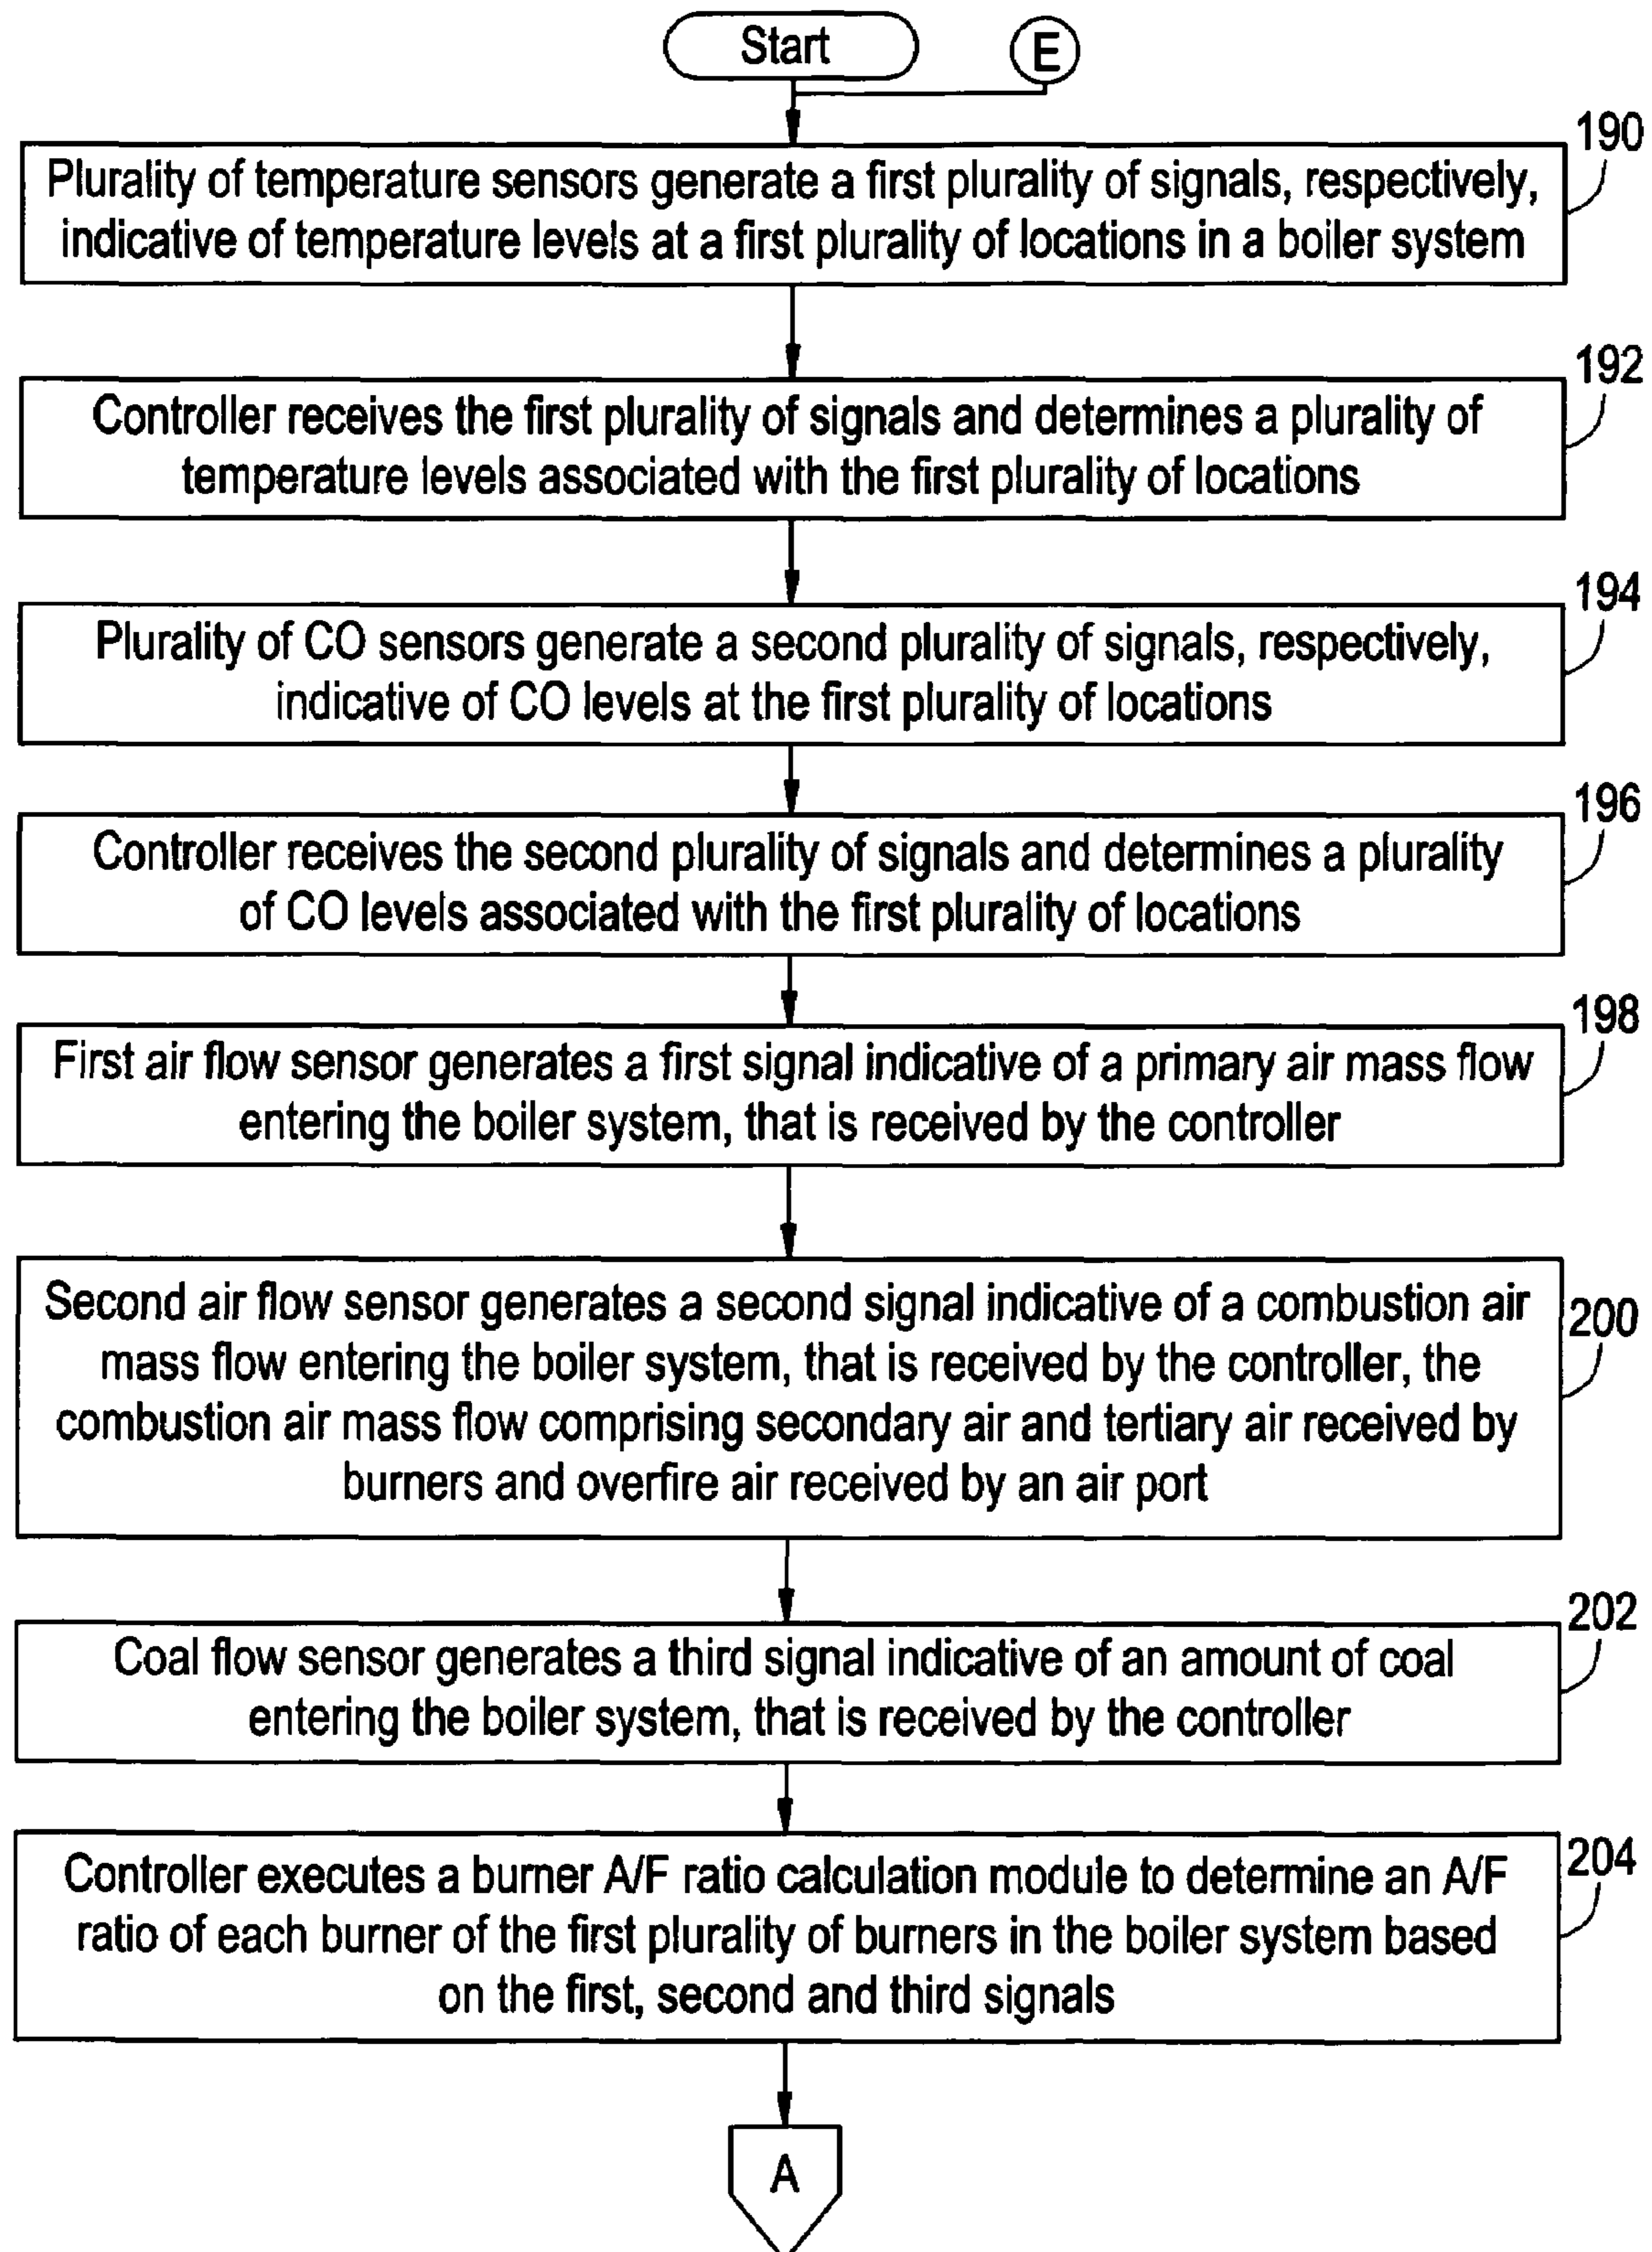 Start
E
190
Plurality of temperature sensors generate a first plurality of signals, respectively,
indicative of temperature levels at a first plurality of locations in a boiler system
192
Controller receives the first plurality of signals and determines a plurality of
temperature levels associated with the first plurality of locations
194
Plurality of CO sensors generate a second plurality of signals, respectively,
indicative of CO levels at the first plurality of locations
196
Controller receives the second plurality of signals and determines a plurality
of CO levels associated with the first plurality of locations
198
First air flow sensor generates a first signal indicative of a primary air mass flow
entering the boiler system, that is received by the controller
200
Second air flow sensor generates a second signal indicative of a combustion air
mass flow entering the boiler system, that is received by the controller, the
combustion air mass flow comprising secondary air and tertiary air received by
burners and overfire air received by an air port
202
Coal flow sensor generates a third signal indicative of an amount of coal
entering the boiler system, that is received by the controller
204
Controller executes a burner A/F ratio calculation module to determine an A/F
ratio of each burner of the first plurality of burners in the boiler system based
on the first, second and third signals
A